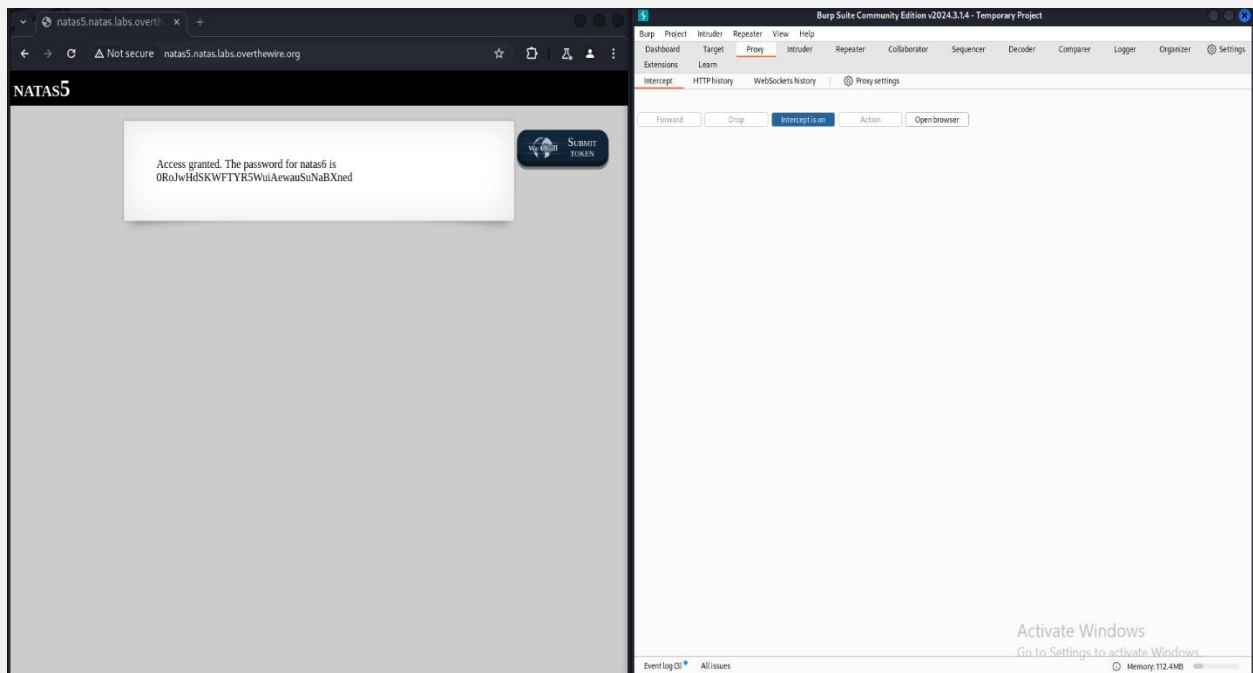 natas5.natas.labs.overth
Not secure natas5.natas.labs.overthewire.org
NATAS5
Access granted. The password for natas6 is
0RoJwHdSKWFTYR5WuiAewauSuNaBXned
SUBMIT
TOKEN
Burp Suite Community Edition v2024.3.1.4 - Temporary Project
Burp Project Intruder Repeater View Help
Dashboard Target Proxy Intruder Repeater Collaborator Sequencer Decoder Comparer Logger Organizer Settings
Extensions Learn
Intercept HTTP history WebSockets history Proxy settings
Forward Drop Intercept is on Action Open browser
Activate Windows
Go to Settings to activate Windows.
Event log (3) All issues Memory: 112.4MB